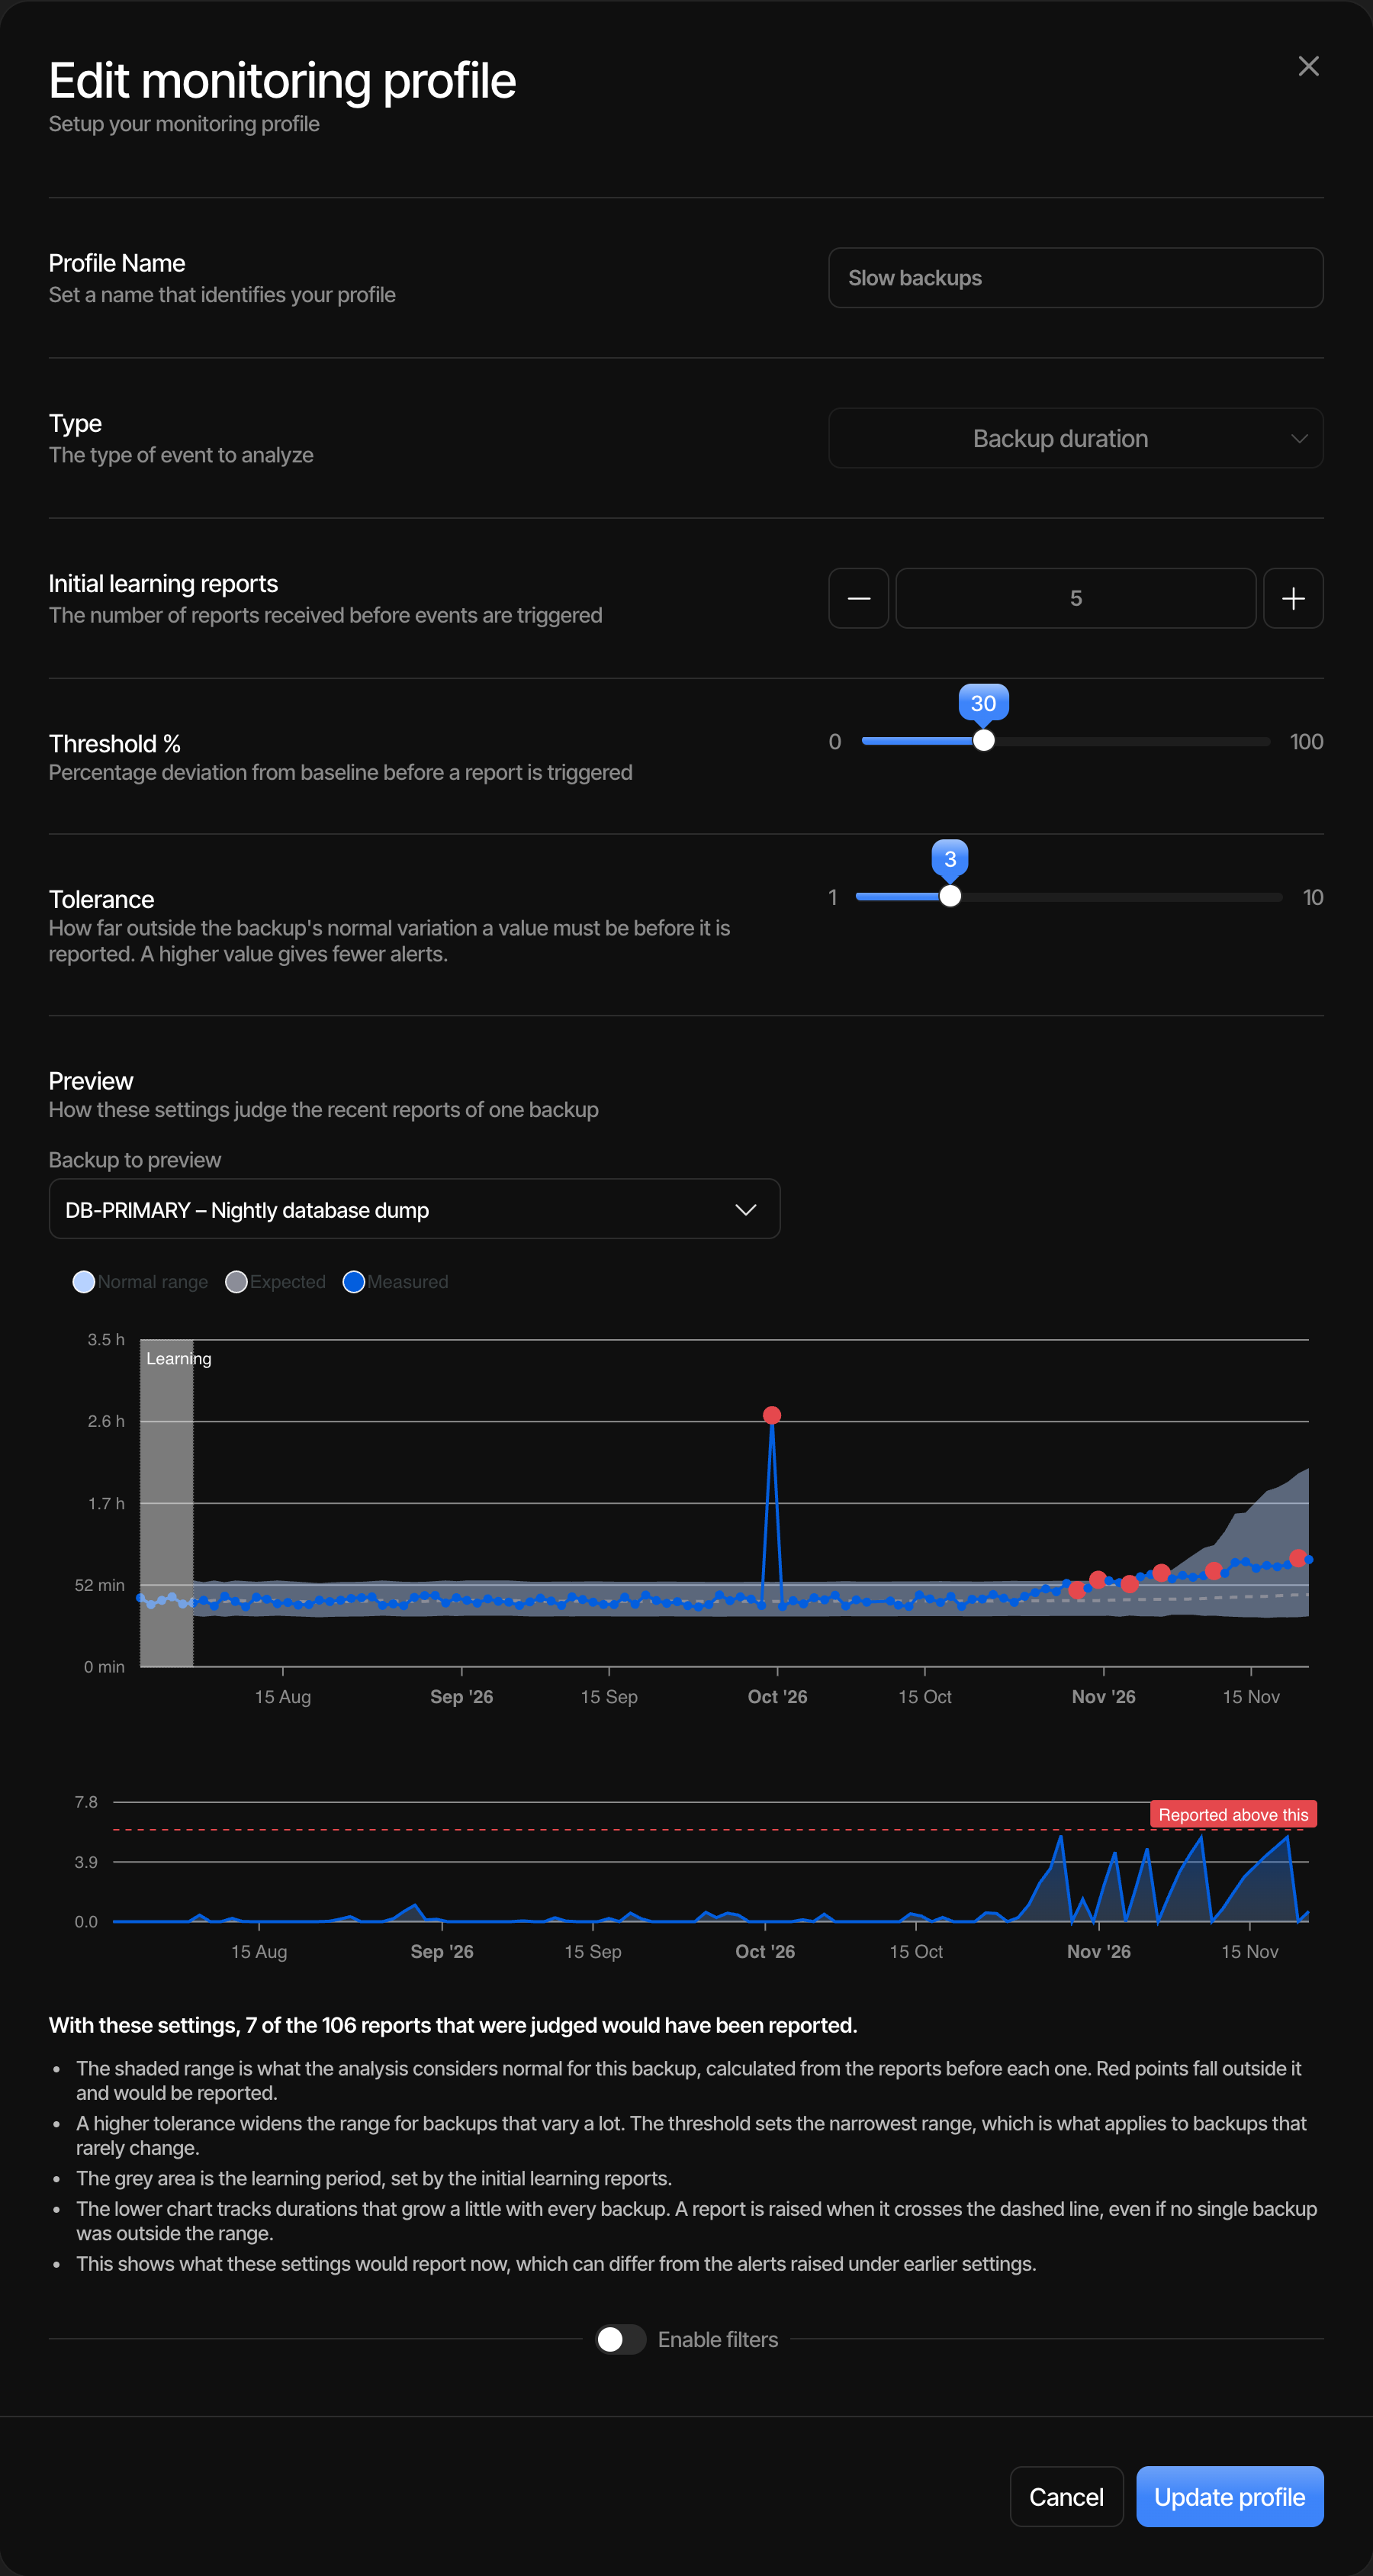 Edit monitoring profile
Setup your monitoring profile
Profile Name
Set a name that identifies your profile
Slow backups
Type
The type of event to analyze
Backup duration
Initial learning reports
The number of reports received before events are triggered
5
Threshold %
Percentage deviation from baseline before a report is triggered
0
30
100
Tolerance
How far outside the backup's normal variation a value must be before it is
reported. A higher value gives fewer alerts.
1
3
10
Preview
How these settings judge the recent reports of one backup
Backup to preview
DB-PRIMARY – Nightly database dump
Normal range Expected Measured
3.5 h
Learning
2.6 h
1.7 h
52 min
0 min
15 Aug Sep '26 15 Sep Oct '26 15 Oct Nov '26 15 Nov
7.8
Reported above this
3.9
0.0
15 Aug Sep '26 15 Sep Oct '26 15 Oct Nov '26 15 Nov
With these settings, 7 of the 106 reports that were judged would have been reported.
• The shaded range is what the analysis considers normal for this backup, calculated from the reports before each one. Red points fall outside it
and would be reported.
• A higher tolerance widens the range for backups that vary a lot. The threshold sets the narrowest range, which is what applies to backups that
rarely change.
• The grey area is the learning period, set by the initial learning reports.
• The lower chart tracks durations that grow a little with every backup. A report is raised when it crosses the dashed line, even if no single backup
was outside the range.
• This shows what these settings would report now, which can differ from the alerts raised under earlier settings.
Enable filters
Cancel
Update profile